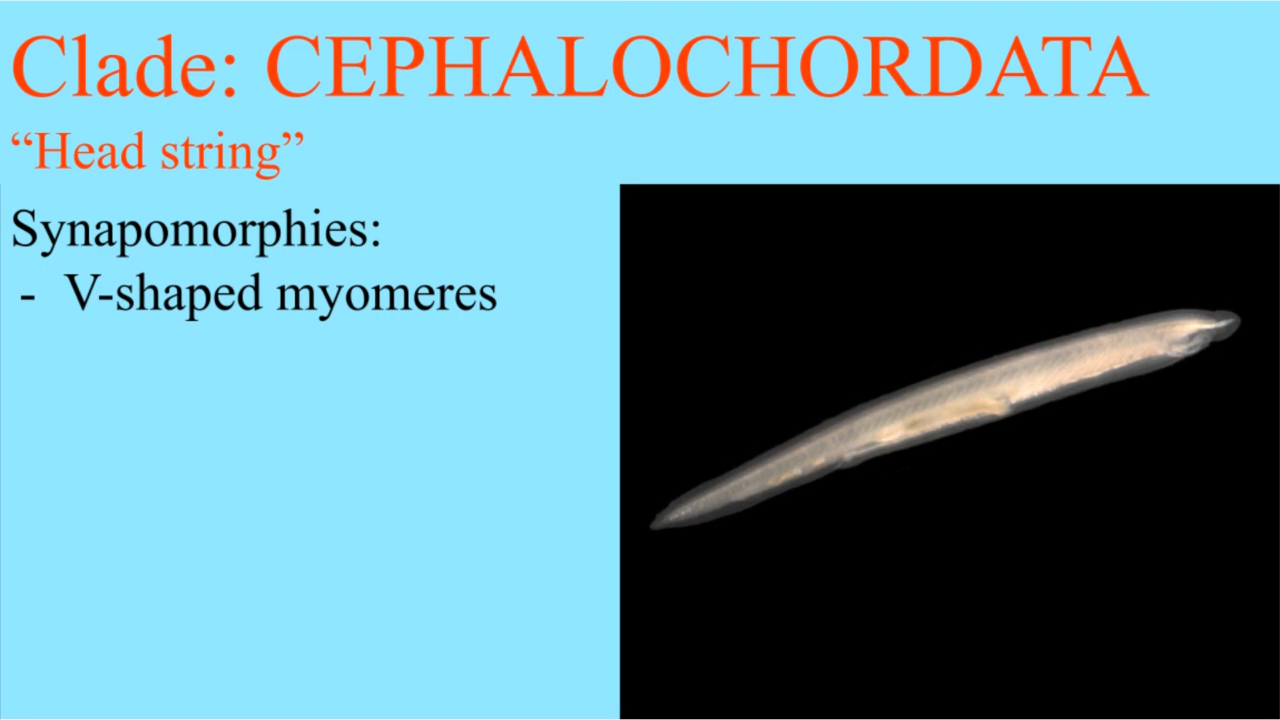 Clade: CEPHALOCHORDATA
“Head string”
Synapomorphies:
- V-shaped myomeres